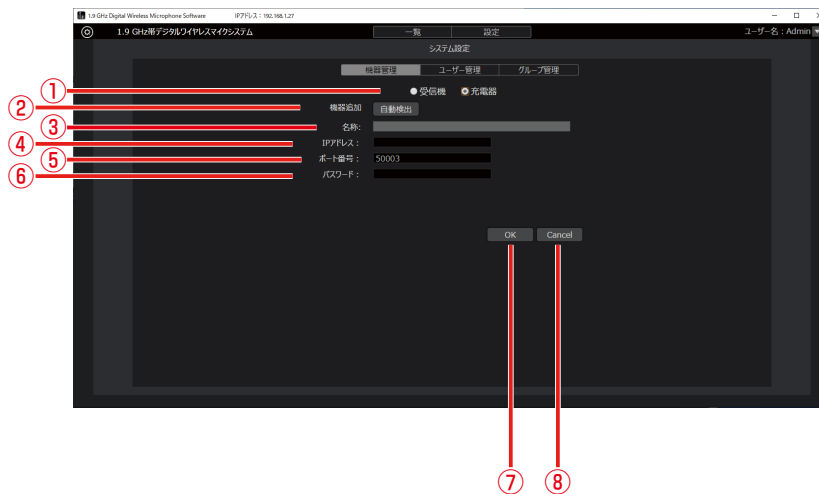 1.9 GHz Digital Wireless Microphone Software IPアドレス：192.168.1.27
1.9 GHz帯デジタルワイヤレスマイクシステム 一覧 設定 ユーザー名：Admin
システム設定
機器管理 ユーザー管理 グループ管理
① 受信機 充電器
② 機器追加 自動検出
③ 名称:
④ IPアドレス：
⑤ ポート番号： 50003
⑥ パスワード：
OK Cancel
⑦ ⑧